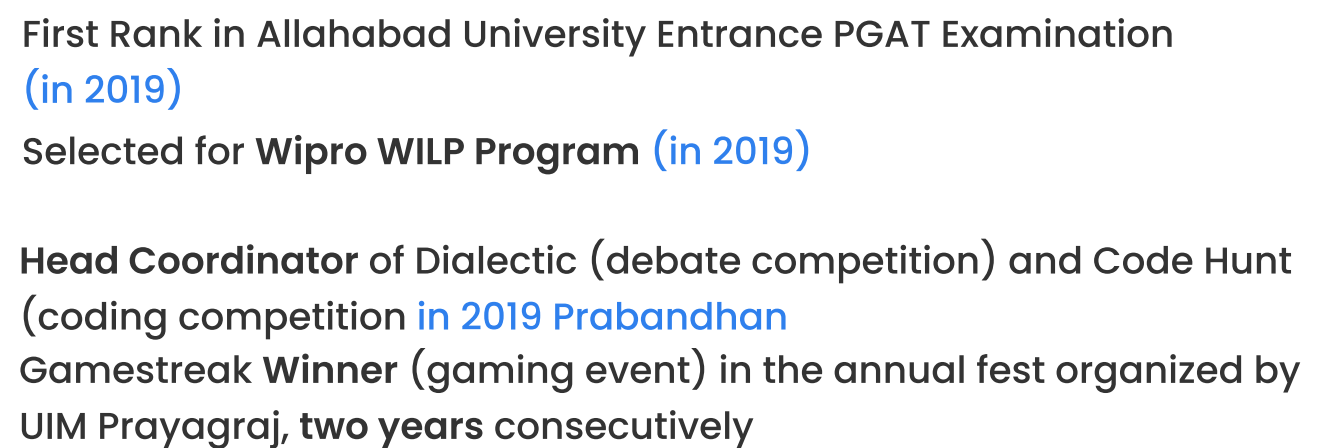 First Rank in Allahabad University Entrance PGAT Examination
(in 2019)
Selected for Wipro WILP Program (in 2019)
Head Coordinator of Dialectic (debate competition) and Code Hunt
(coding competition in 2019 Prabandhan
Gamestreak Winner (gaming event) in the annual fest organized by
UIM Prayagraj, two years consecutively